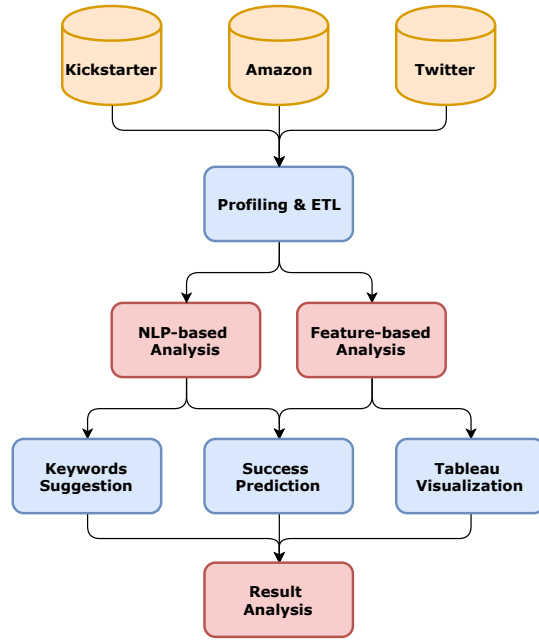 Kickstarter
Amazon
Twitter
Profiling & ETL
NLP-based
Analysis
Feature-based
Analysis
Keywords
Suggestion
Success
Prediction
Tableau
Visualization
Result
Analysis